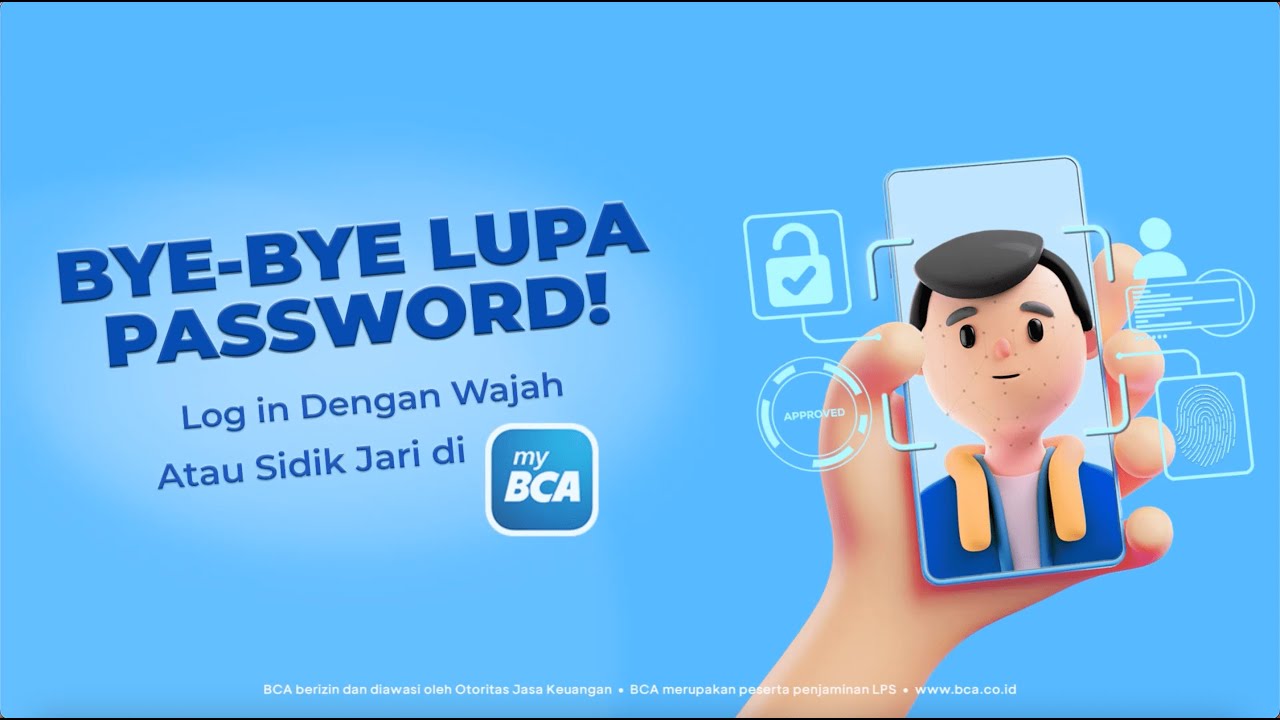 BYE-BYE LUPA
PASSWORD!
Log in Dengan Wajah
Atau Sidik Jari di
my
BCA
APPROVED
BCA berizin dan diawasi oleh Otoritas Jasa Keuangan • BCA merupakan peserta penjaminan LPS • www.bca.co.id